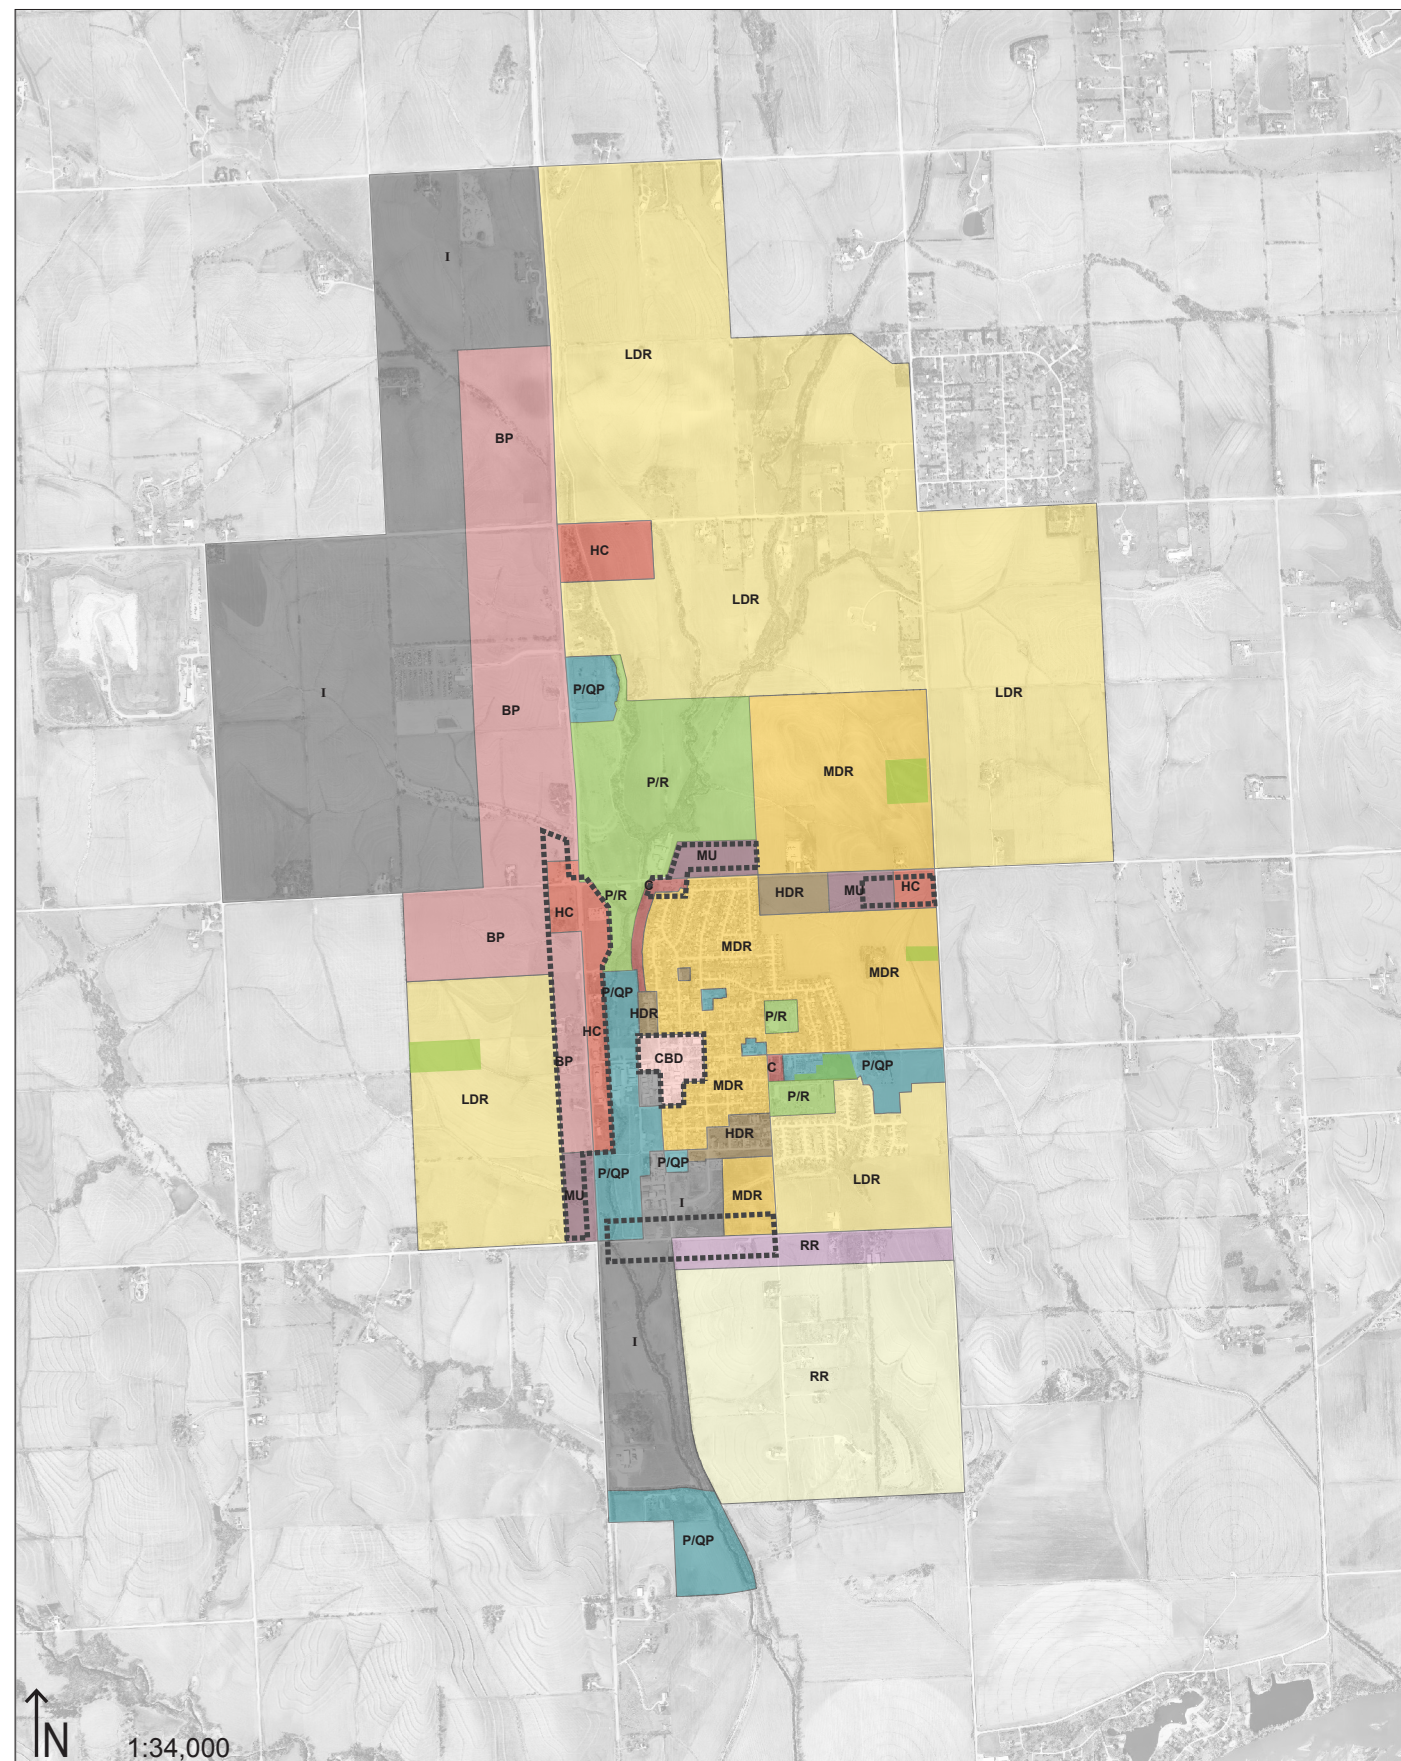 I
LDR
BP
HC
LDR
P/QP
I
LDR
BP
MDR
P/R
MU
C
HDR
MU
HC
P/R
HC
BP
MDR
MDR
P/QP
HDR
P/R
HC
CBD
BP
C
P/QP
MDR
P/R
LDR
HDR
P/QP
P/QP
LDR
MU
MDR
I
RR
I
RR
P/QP
N
1:34,000